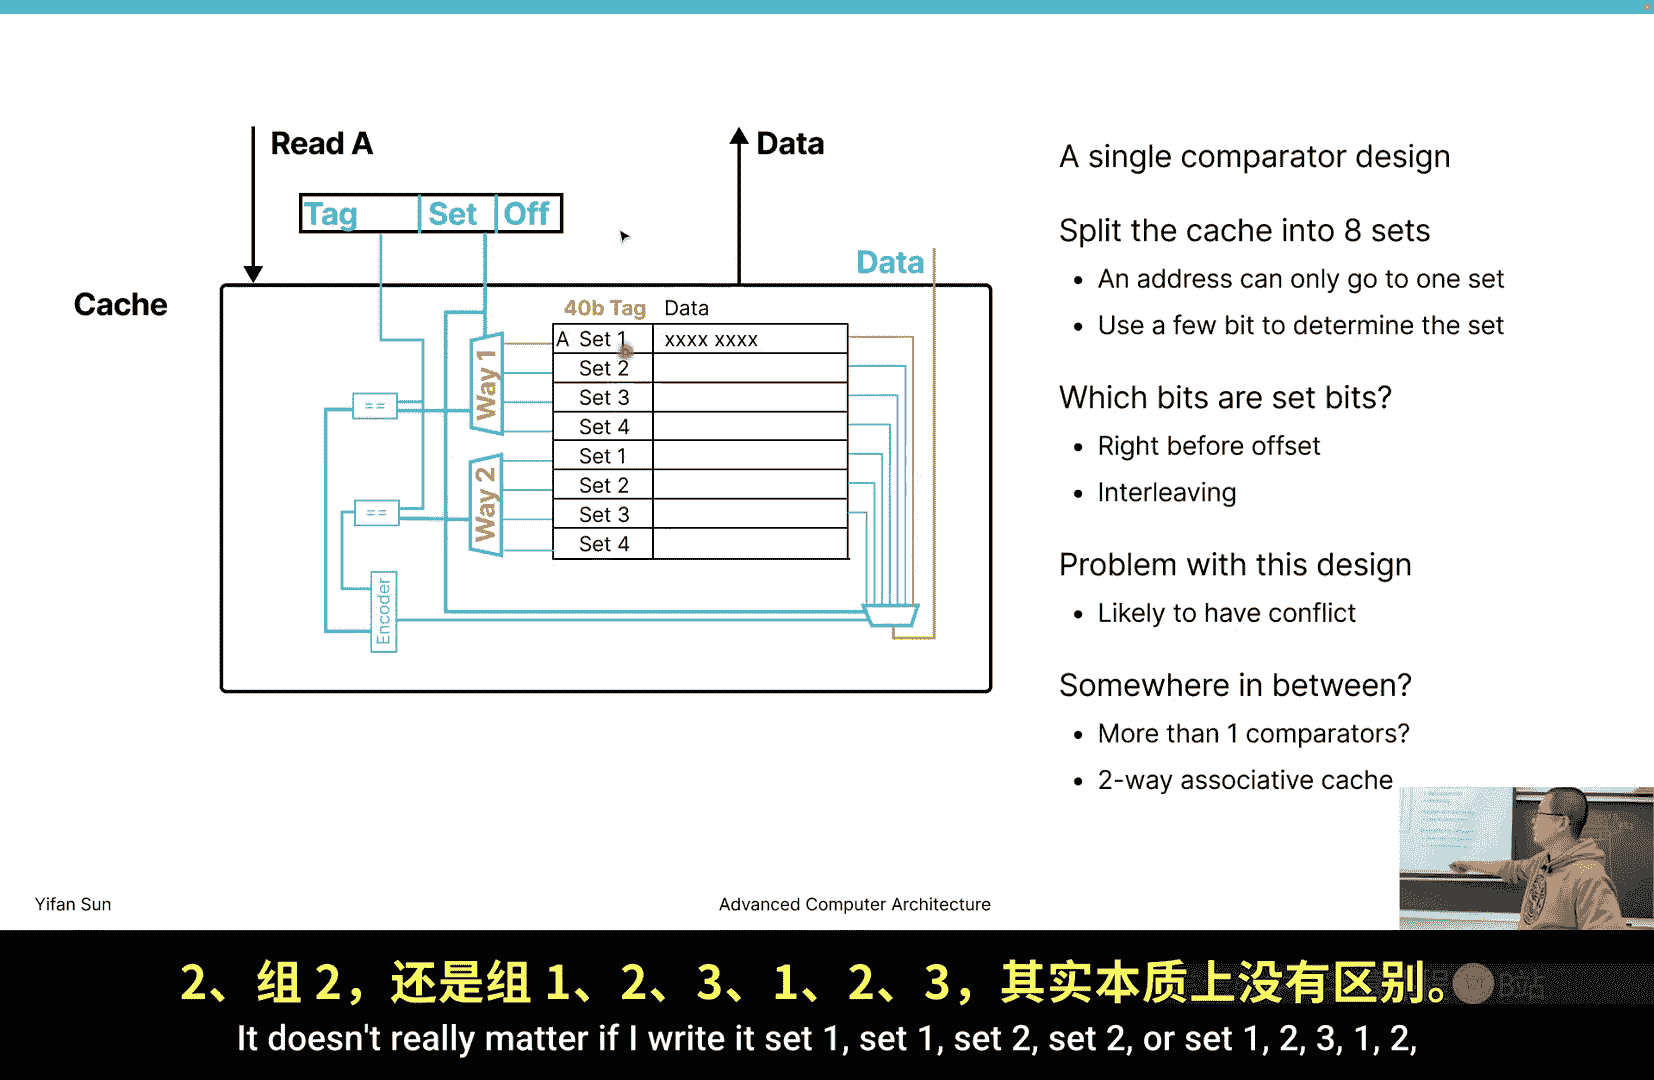 Read A
Data
Tag Set Off
Data
Cache
40b Tag Data
A Set 1 xxxx xxxx
Set 2
Set 3
Set 4
Set 1
Set 2
Set 3
Set 4
Way 1
Way 2
==
==
Encoder
A single comparator design
Split the cache into 8 sets
• An address can only go to one set
• Use a few bit to determine the set
Which bits are set bits?
• Right before offset
• Interleaving
Problem with this design
• Likely to have conflict
Somewhere in between?
• More than 1 comparators?
• 2-way associative cache
Yifan Sun
Advanced Computer Architecture
2、组 2，还是组 1、2、3、1、2、3，其实本质上没有区别。
B站
It doesn't really matter if I write it set 1, set 1, set 2, set 2, or set 1, 2, 3, 1, 2,